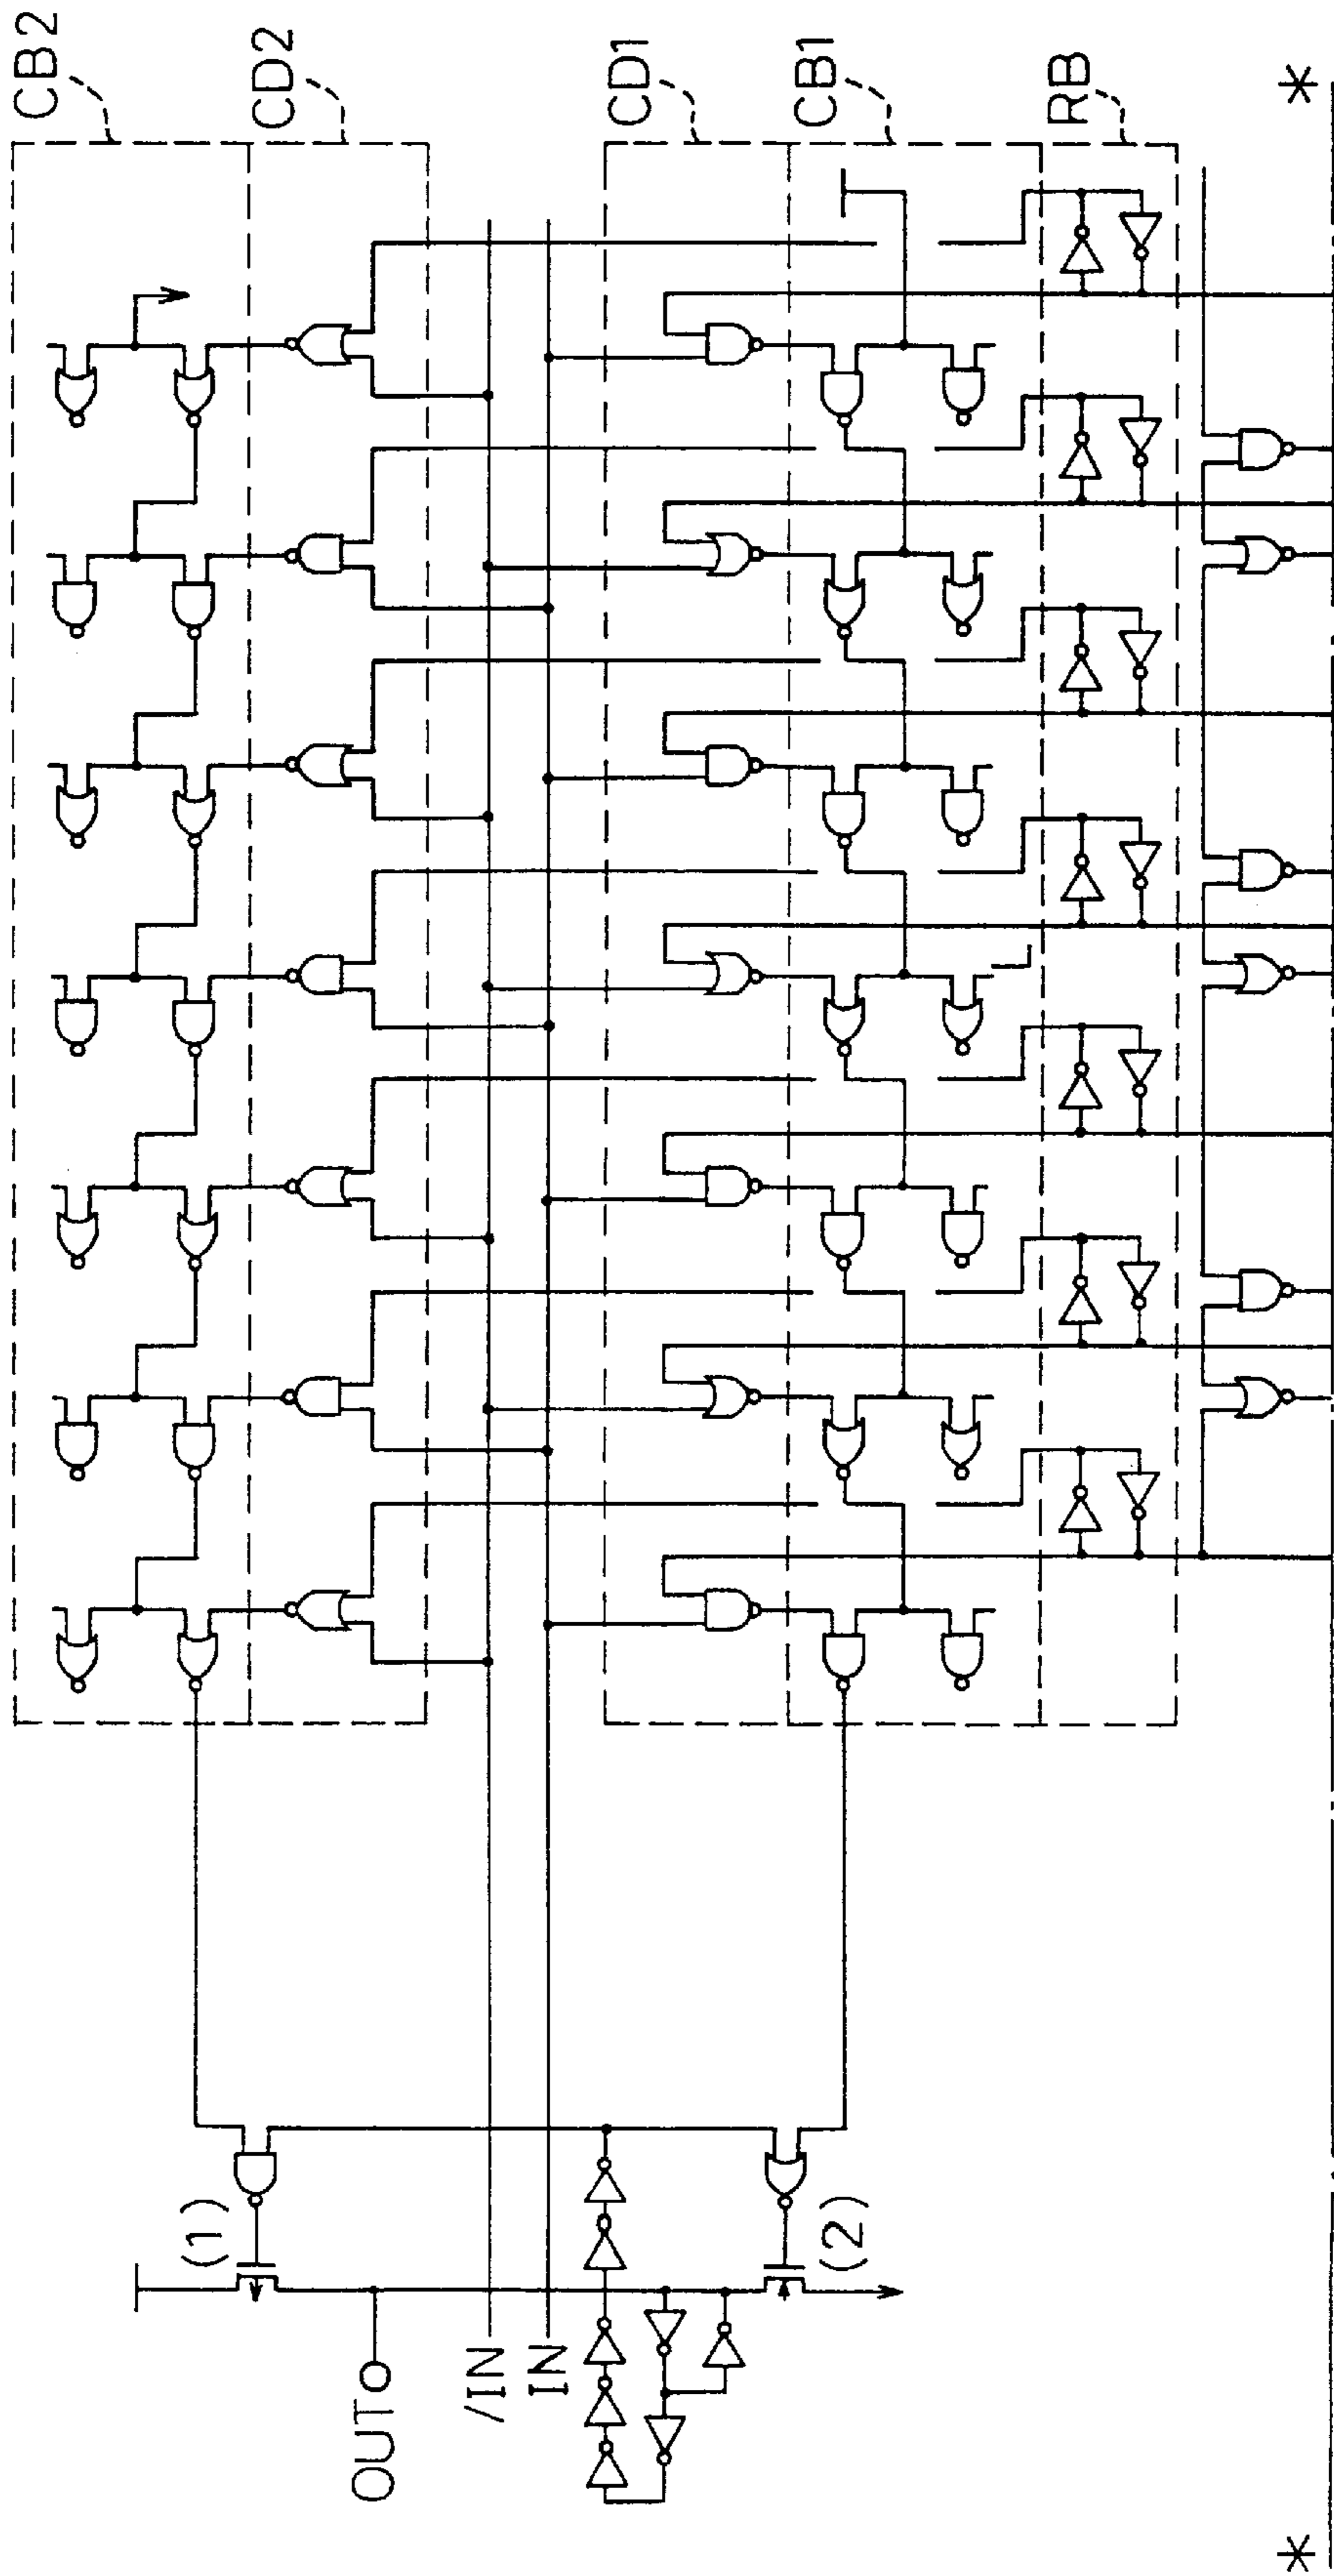 CB2
CD2
CD1
CB1
RB
*
(1)
(2)
OUT
/IN
IN
*